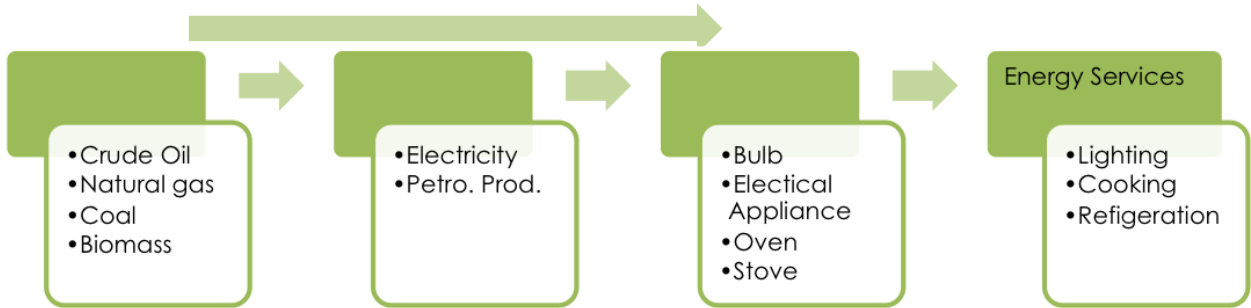 Energy Services
•Crude Oil
•Natural gas
•Coal
•Biomass
•Electricity
•Petro. Prod.
•Bulb
•Electical
Appliance
•Oven
•Stove
•Lighting
•Cooking
•Refigeration